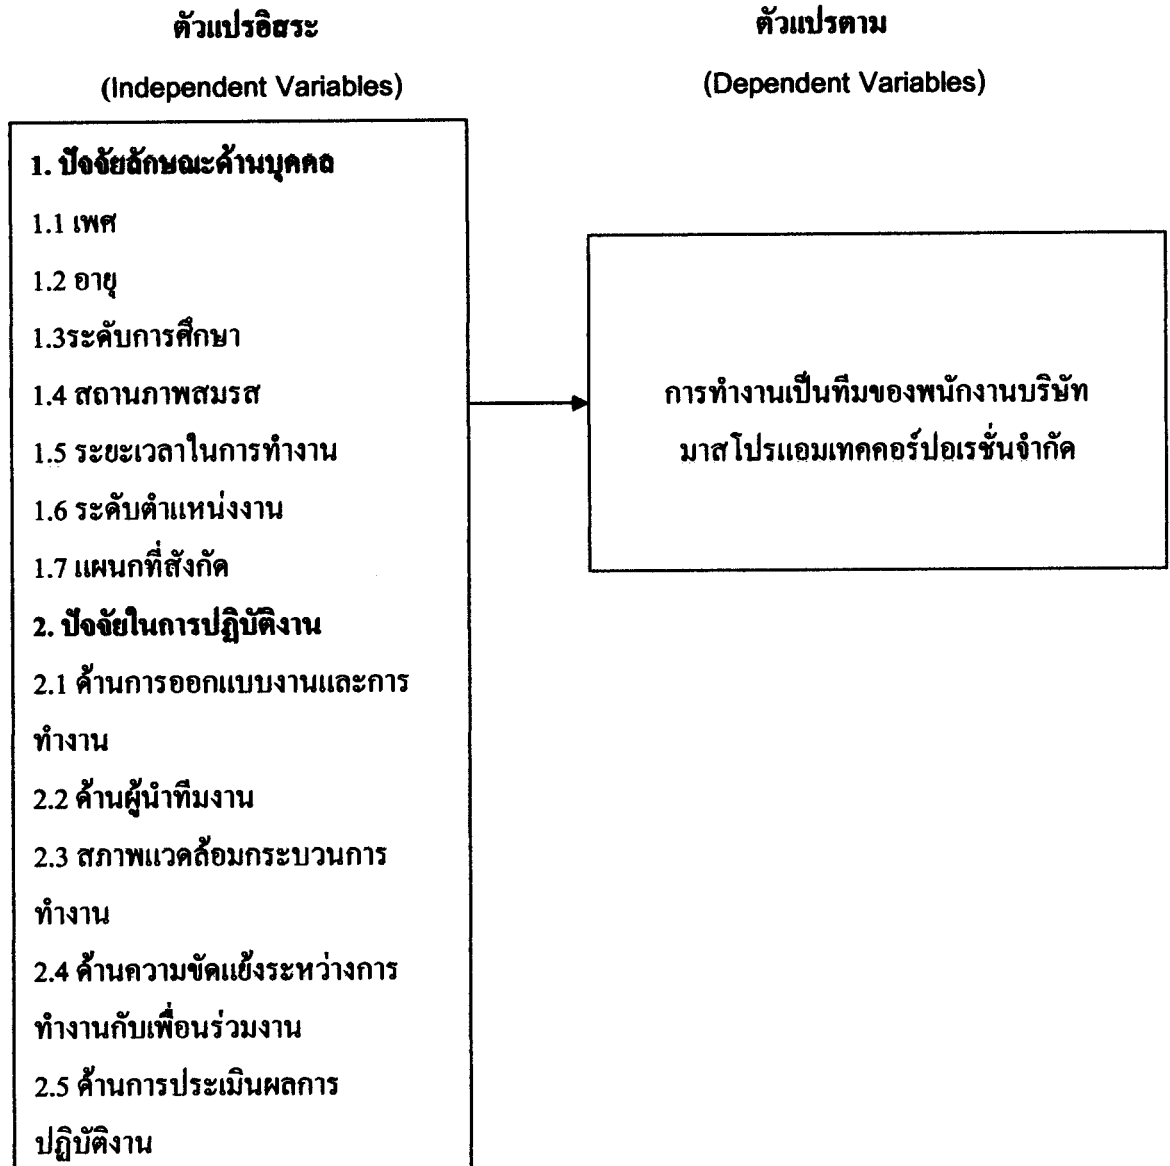 ตัวแปรอิสระ
(Independent Variables)
ตัวแปรตาม
(Dependent Variables)
1. ปัจจัยลักษณะด้านบุคคล
1.1 เพศ
1.2 อายุ
1.3ระดับการศึกษา
1.4 สถานภาพสมรส
1.5 ระยะเวลาในการทำงาน
1.6 ระดับตำแหน่งงาน
1.7 แผนกที่สังกัด
2. ปัจจัยในการปฏิบัติงาน
2.1 ด้านการออกแบบงานและการ
ทำงาน
2.2 ด้านผู้นำทีมงาน
2.3 สภาพแวดล้อมกระบวนการ
ทำงาน
2.4 ด้านความขัดแย้งระหว่างการ
ทำงานกับเพื่อนร่วมงาน
2.5 ด้านการประเมินผลการ
ปฏิบัติงาน
การทำงานเป็นทีมของพนักงานบริษัท
มาสโปรแอมเทคคอร์ปอเรชั่นจำกัด